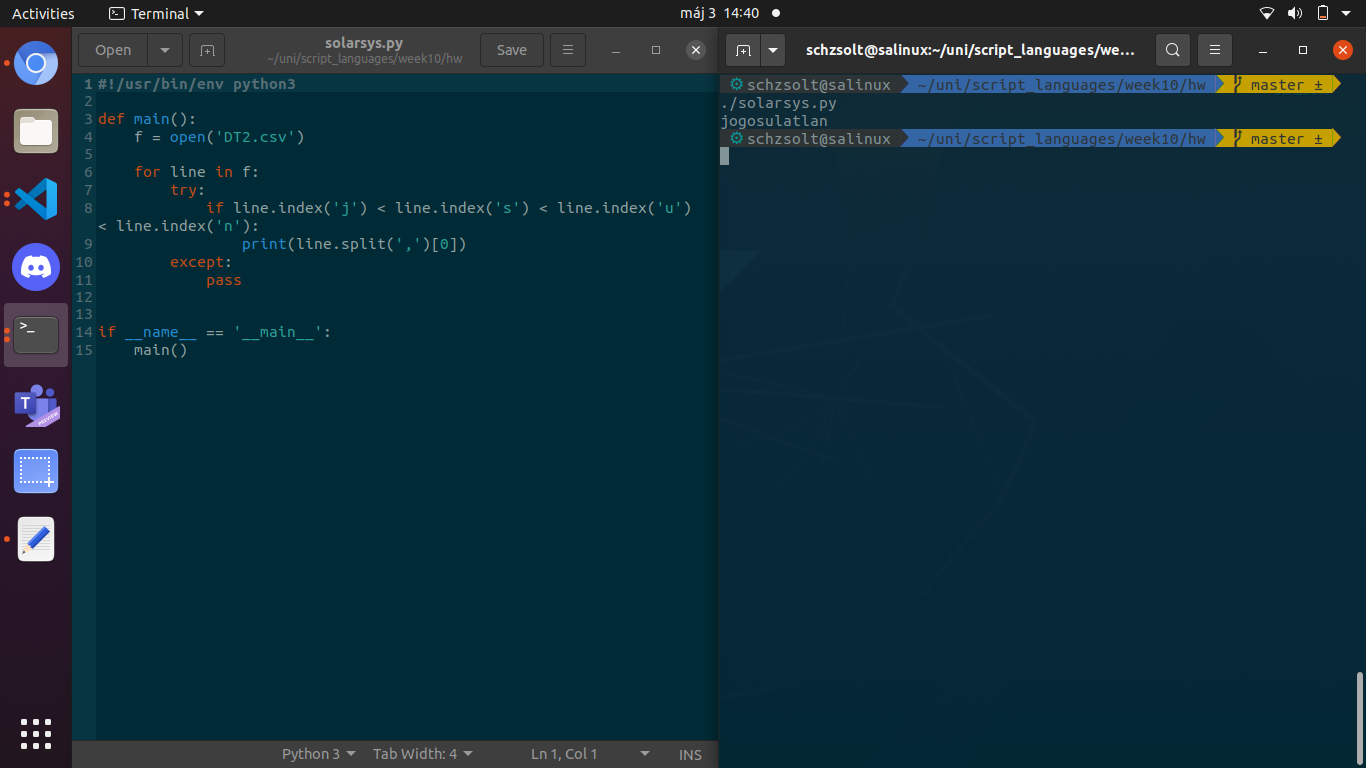 Activities
Terminal
máj 3 14:40
Open
solarsys.py
~/uni/script_languages/week10/hw
Save
1 #!/usr/bin/env python3
2
3 def main():
4     f = open('DT2.csv')
5
6     for line in f:
7         try:
8             if line.index('j') < line.index('s') < line.index('u')
< line.index('n'):
9                 print(line.split(',')[0])
10         except:
11             pass
12
13
14 if __name__ == '__main__':
15     main()
Python 3
Tab Width: 4
Ln 1, Col 1
INS
schzsolt@salinux:~/uni/script_languages/we...
schzsolt@salinux ~/uni/script_languages/week10/hw master ±
./solarsys.py
jogosulatlan
schzsolt@salinux ~/uni/script_languages/week10/hw master ±
>_
T
PREVIEW